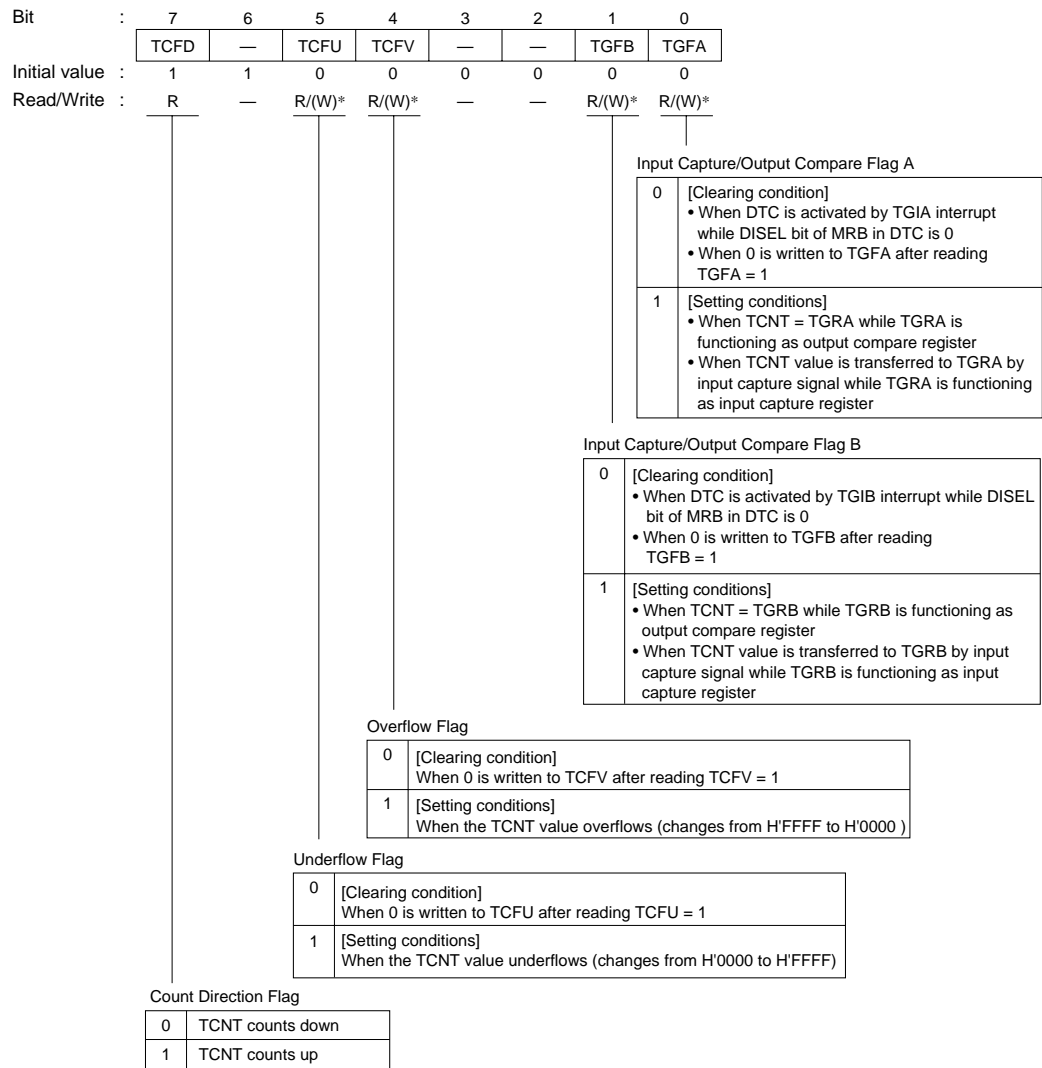 Bit : 7 6 5 4 3 2 1 0
TCFD — TCFU TCFV — — TGFB TGFA
Initial value : 1 1 0 0 0 0 0 0
Read/Write : R — R/(W)* R/(W)* — — R/(W)* R/(W)*
Input Capture/Output Compare Flag A
0 [Clearing condition]
• When DTC is activated by TGIA interrupt
while DISEL bit of MRB in DTC is 0
• When 0 is written to TGFA after reading
TGFA = 1
1 [Setting conditions]
• When TCNT = TGRA while TGRA is
functioning as output compare register
• When TCNT value is transferred to TGRA by
input capture signal while TGRA is functioning
as input capture register
Input Capture/Output Compare Flag B
0 [Clearing condition]
• When DTC is activated by TGIB interrupt while DISEL
bit of MRB in DTC is 0
• When 0 is written to TGFB after reading
TGFB = 1
1 [Setting conditions]
• When TCNT = TGRB while TGRB is functioning as
output compare register
• When TCNT value is transferred to TGRB by input
capture signal while TGRB is functioning as input
capture register
Overflow Flag
0 [Clearing condition]
When 0 is written to TCFV after reading TCFV = 1
1 [Setting conditions]
When the TCNT value overflows (changes from H'FFFF to H'0000 )
Underflow Flag
0 [Clearing condition]
When 0 is written to TCFU after reading TCFU = 1
1 [Setting conditions]
When the TCNT value underflows (changes from H'0000 to H'FFFF)
Count Direction Flag
0 TCNT counts down
1 TCNT counts up